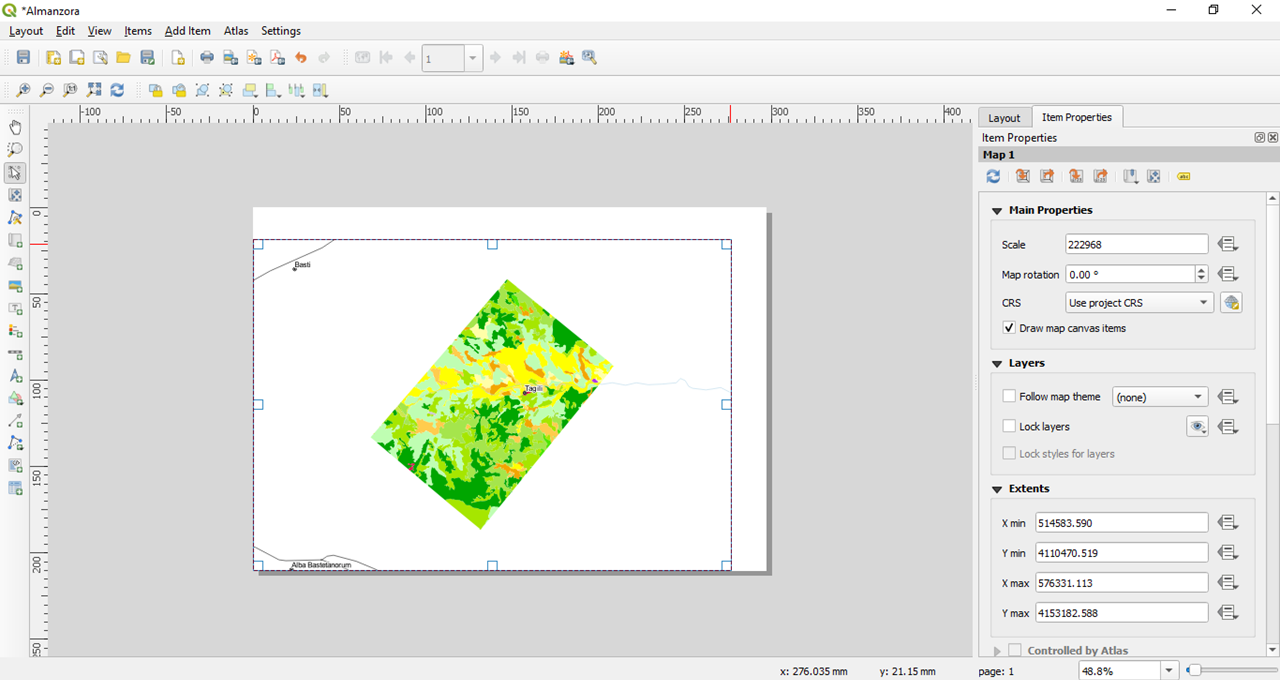 *Almanzora
Layout Edit View Items Add Item Atlas Settings
1
-100 -50 0 50 100 150 200 250 300 350 400
0
50
100
150
200
250
Basti
Tagilli
Alba Bastetanorum
Layout Item Properties
Item Properties
Map 1
abc
Main Properties
Scale 222968
Map rotation 0.00 °
CRS Use project CRS
Draw map canvas items
Layers
Follow map theme (none)
Lock layers
Lock styles for layers
Extents
X min 514583.590
Y min 4110470.519
X max 576331.113
Y max 4153182.588
Controlled by Atlas
x: 276.035 mm y: 21.15 mm page: 1 48.8%